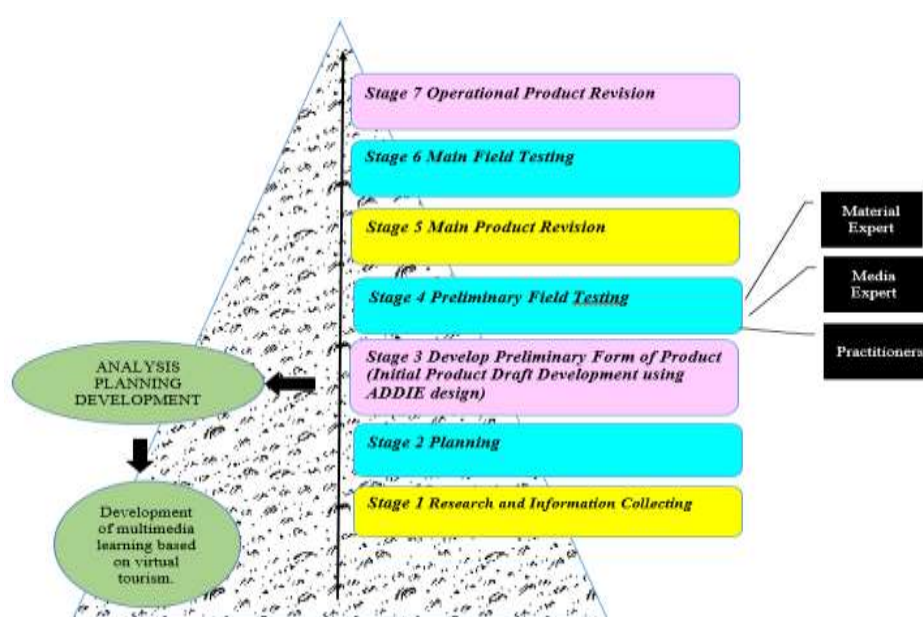 Stage 7 Operational Product Revision
Stage 6 Main Field Testing
Stage 5 Main Product Revision
Stage 4 Preliminary Field Testing
Material
Expert
Media
Expert
Practitioners
Stage 3 Develop Preliminary Form of Product
(Initial Product Draft Development using
ADDIE design)
ANALYSIS
PLANNING
DEVELOPMENT
Stage 2 Planning
Stage 1 Research and Information Collecting
Development
of multimedia
learning based
on virtual
tourism.